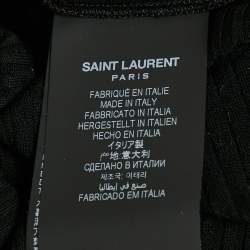 SAINT LAURENT
PARIS
FABRIQUÉ EN ITALIE
MADE IN ITALY
FABBRICATO IN ITALIA
HERGESTELLT IN ITALIEN
HECHO EN ITALIA
イタリア製
产地:意大利
СДЕЛАНО В ИТАЛИИ
제조국: 이태리
صنع في إيطاليا
FABRICADO EM ITÁLIA